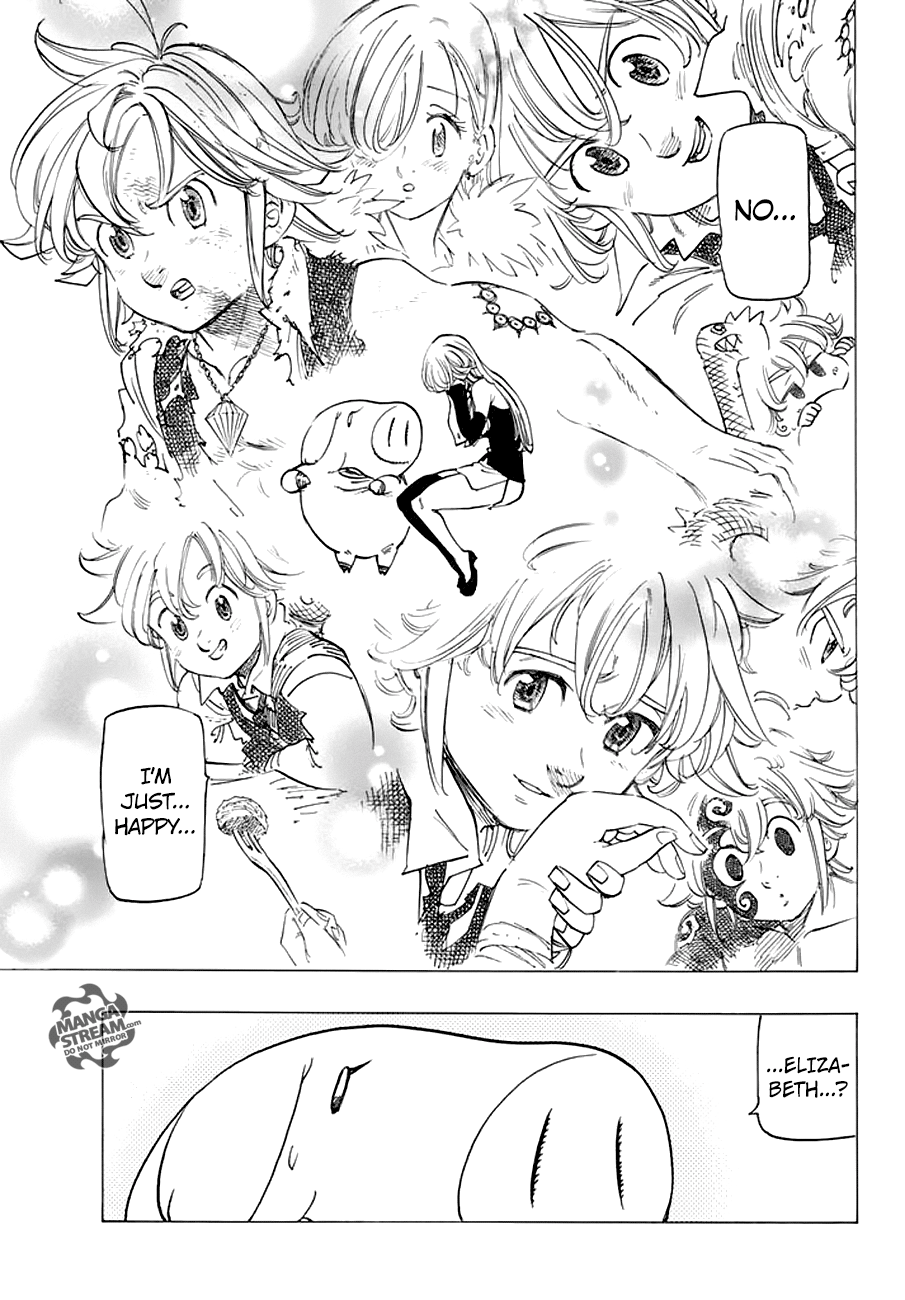 NO...
I'M
JUST...
HAPPY...
MANGA
STREAM.com
DO NOT MIRROR
...ELIZA-
BETH...?